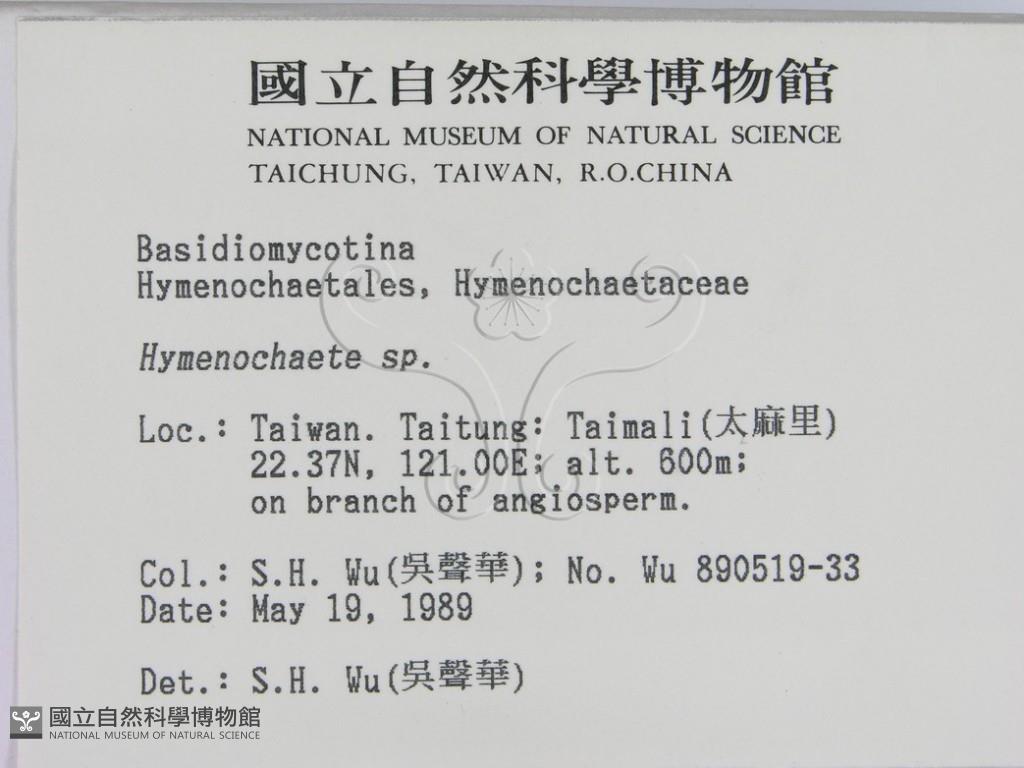 國立自然科學博物館
NATIONAL MUSEUM OF NATURAL SCIENCE
TAICHUNG, TAIWAN, R.O.CHINA
Basidiomycotina
Hymenochaetales, Hymenochaetaceae
Hymenochaete sp.
Loc.: Taiwan. Taitung: Taimali(太麻里)
22.37N, 121.00E; alt. 600m;
on branch of angiosperm.
Col.: S.H. Wu(吳聲華); No. Wu 890519-33
Date: May 19, 1989
Det.: S.H. Wu(吳聲華)
國立自然科學博物館
NATIONAL MUSEUM OF NATURAL SCIENCE